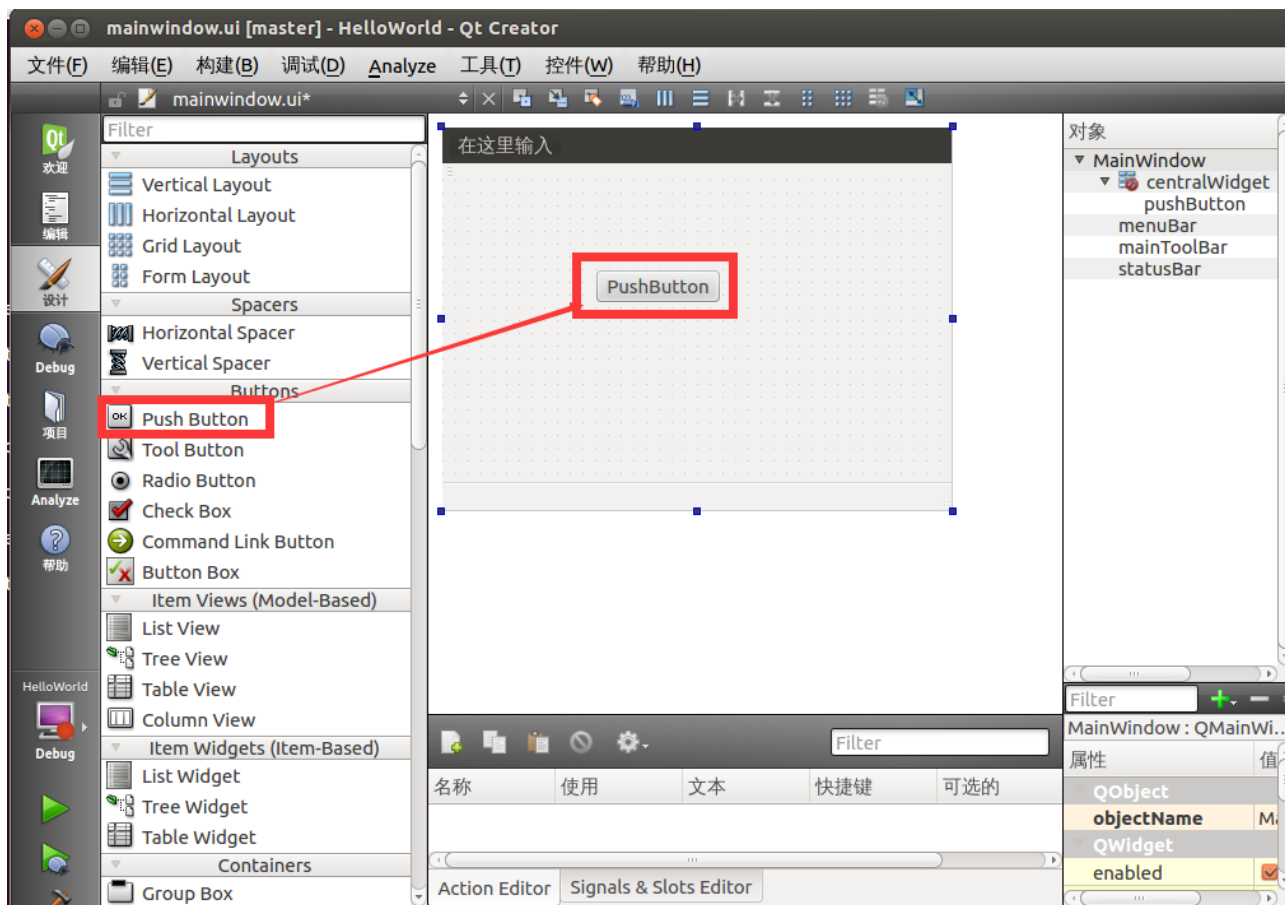 mainwindow.ui [master] - HelloWorld - Qt Creator
文件(F) 编辑(E) 构建(B) 调试(D) Analyze 工具(T) 控件(W) 帮助(H)
mainwindow.ui*
Qt
欢迎
编辑
设计
Debug
项目
Analyze
帮助
HelloWorld
Debug
Filter
Layouts
Vertical Layout
Horizontal Layout
Grid Layout
Form Layout
Spacers
Horizontal Spacer
Vertical Spacer
Buttons
OK Push Button
Tool Button
Radio Button
Check Box
Command Link Button
Button Box
Item Views (Model-Based)
List View
Tree View
Table View
Column View
Item Widgets (Item-Based)
List Widget
Tree Widget
Table Widget
Containers
Group Box
在这里输入
PushButton
Filter
名称 使用 文本 快捷键 可选的
Action Editor Signals & Slots Editor
对象
MainWindow
centralWidget
pushButton
menuBar
mainToolBar
statusBar
Filter
MainWindow : QMainWi...
属性 值
QObject
objectName Ma
QWidget
enabled